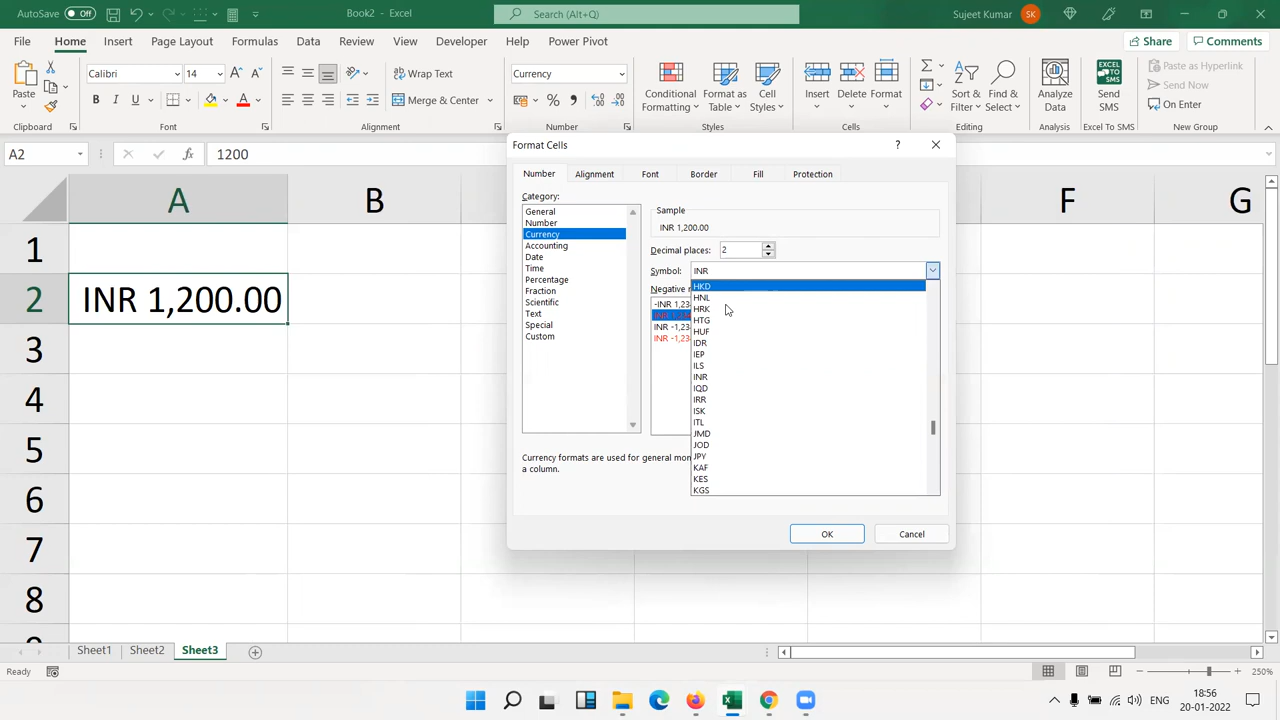 AutoSave Off Book2 - Excel Search (Alt+Q) Sujeet Kumar SK
File Home Insert Page Layout Formulas Data Review View Developer Help Power Pivot Share Comments
Paste Calibri 14 Wrap Text Currency Conditional Formatting Format as Table Cell Styles Insert Delete Format Sort & Filter Find & Select Analyze Data Send SMS Paste as Hyperlink
B I U Merge & Center % Send Now
On Enter
Clipboard Font Alignment Number Styles Cells Editing Analysis Excel To SMS New Group
A2 fx 1200
Format Cells ?
Number Alignment Font Border Fill Protection
A B F G
Category:
General
Number
Currency
Accounting
Date
Time
Percentage
Fraction
Scientific
Text
Special
Custom
Sample
INR 1,200.00
Decimal places: 2
Symbol: INR
HKD
HNL
HRK
HTG
HUF
IDR
IEP
ILS
INR
IQD
IRR
ISK
ITL
JMD
JOD
JPY
KAF
KES
KGS
Currency formats are used for general mon
a column.
OK Cancel
1
2 INR 1,200.00
3
4
5
6
7
8
Sheet1 Sheet2 Sheet3
Ready 250%
18:56
ENG 20-01-2022